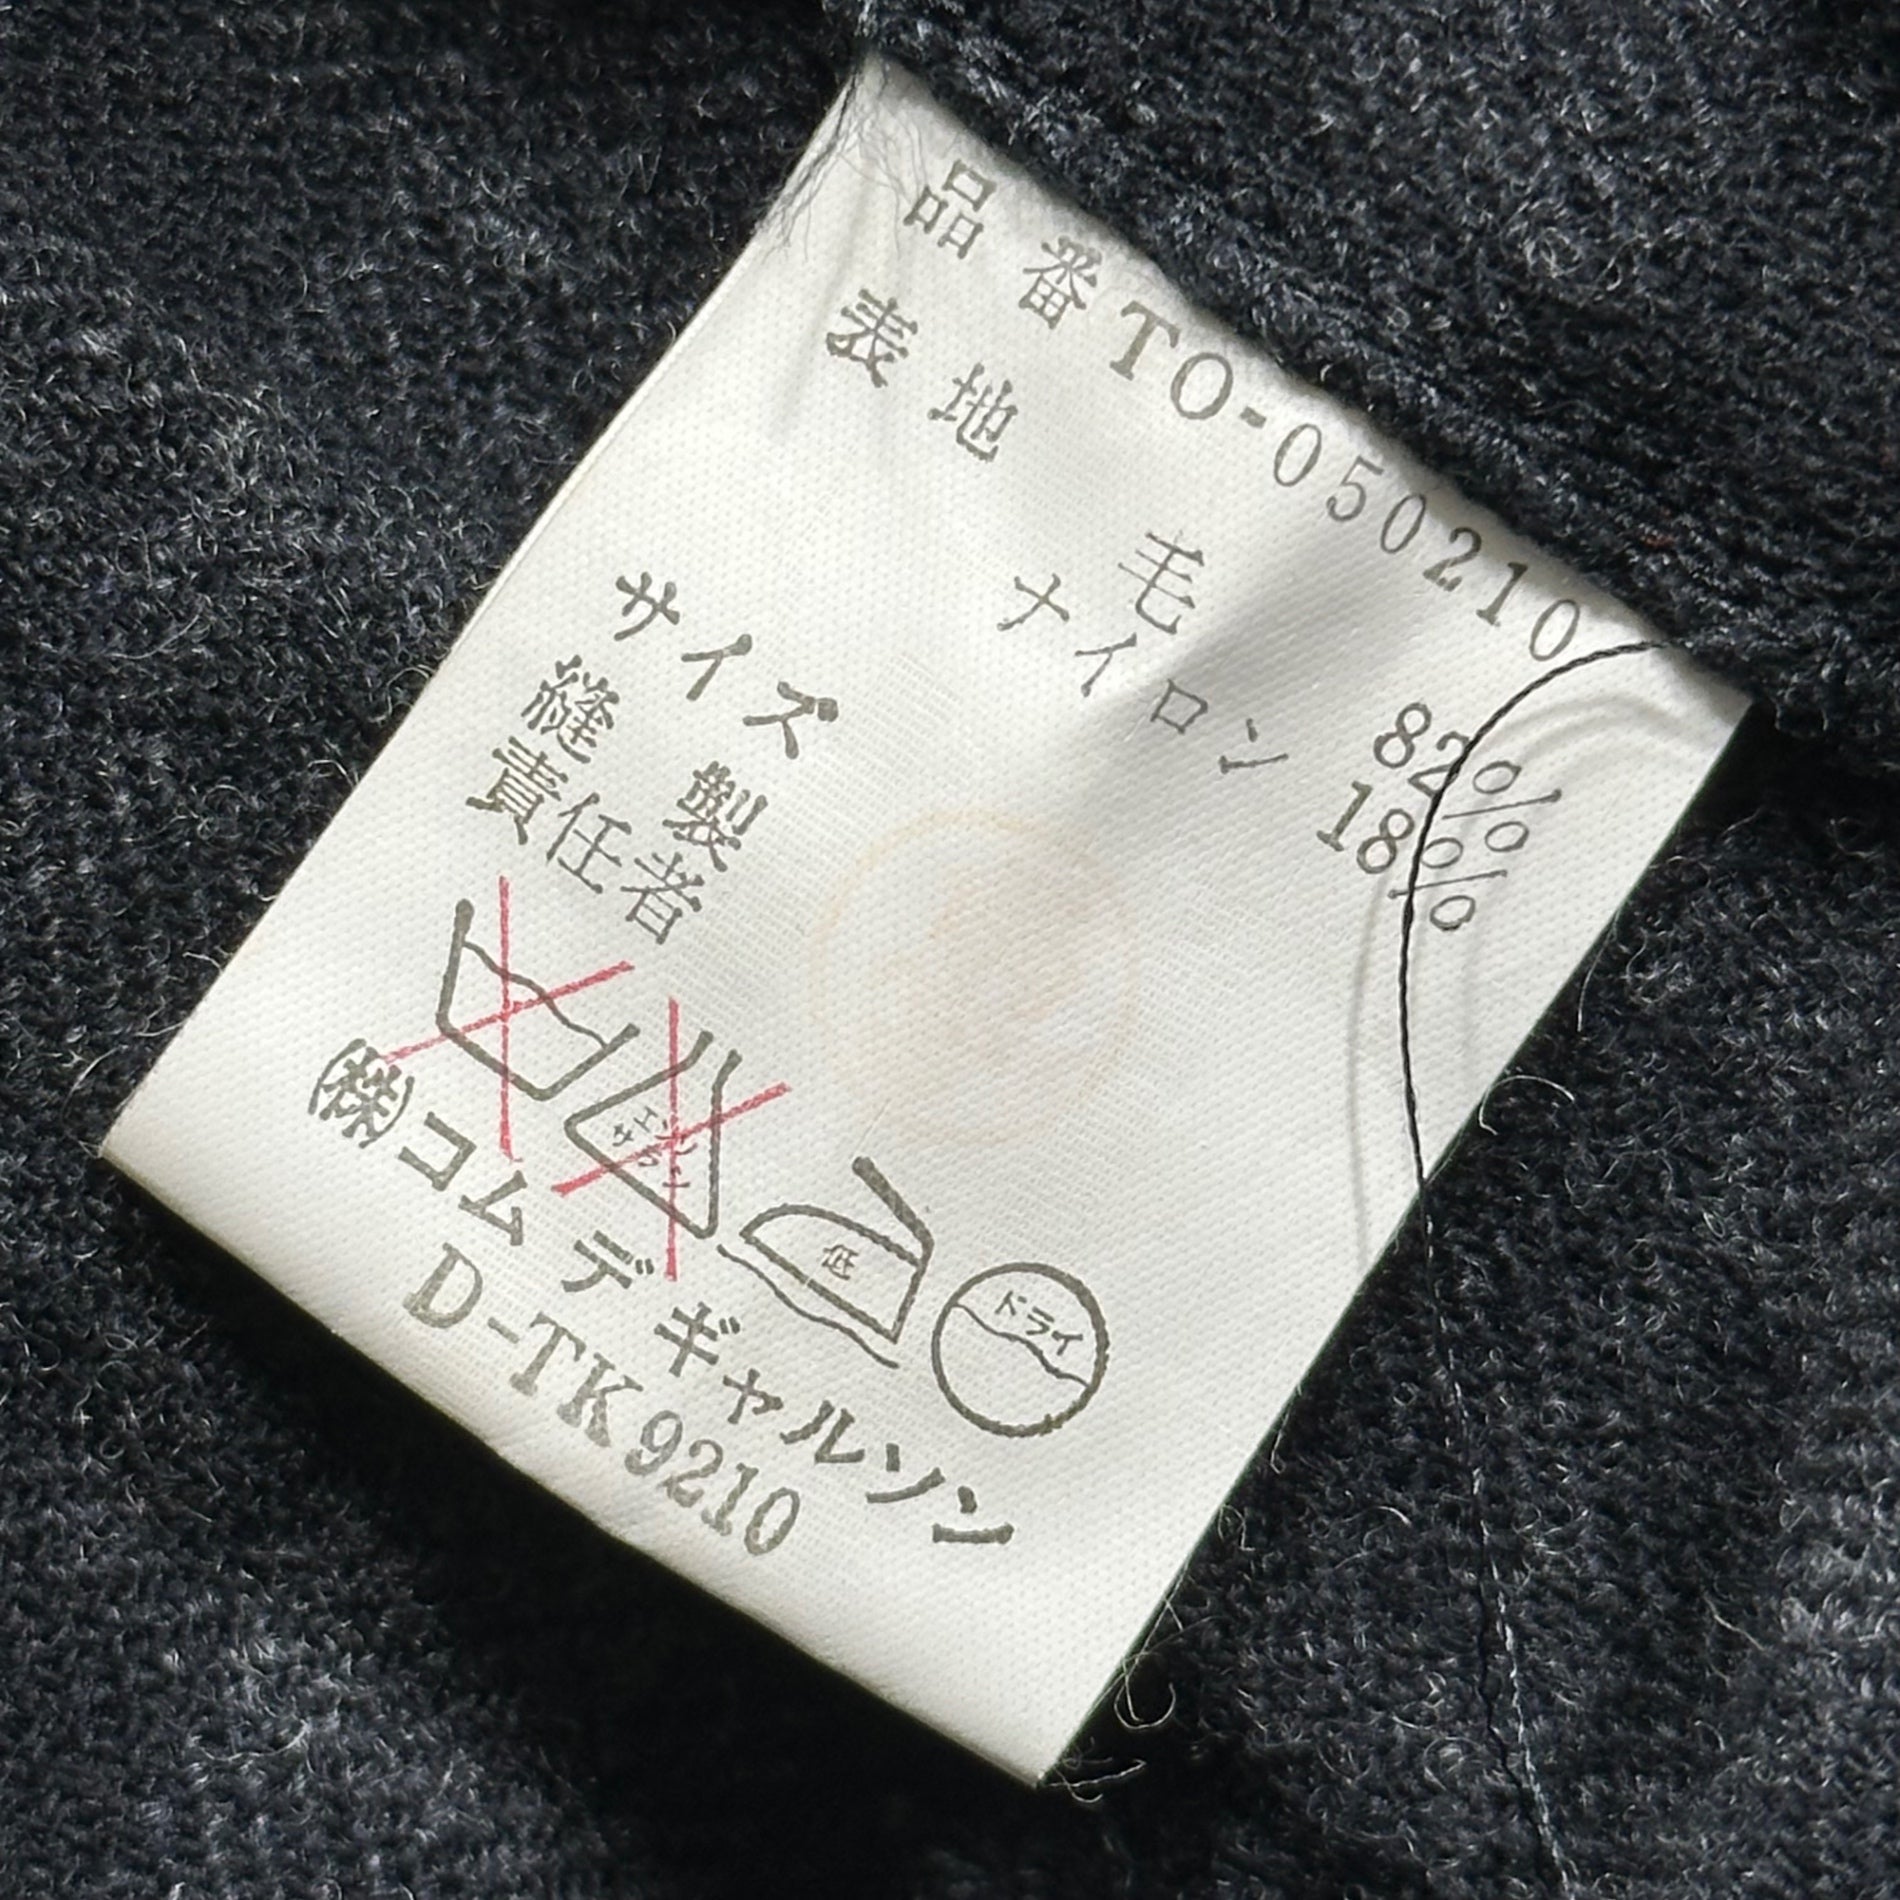 品番 TO-050210
表地
毛 82%
ナイロン 18%
サイズ
縫製
責任者
エンソ
サラシ
低
ドライ
㈱コム デ ギャルソン
D-TK9210